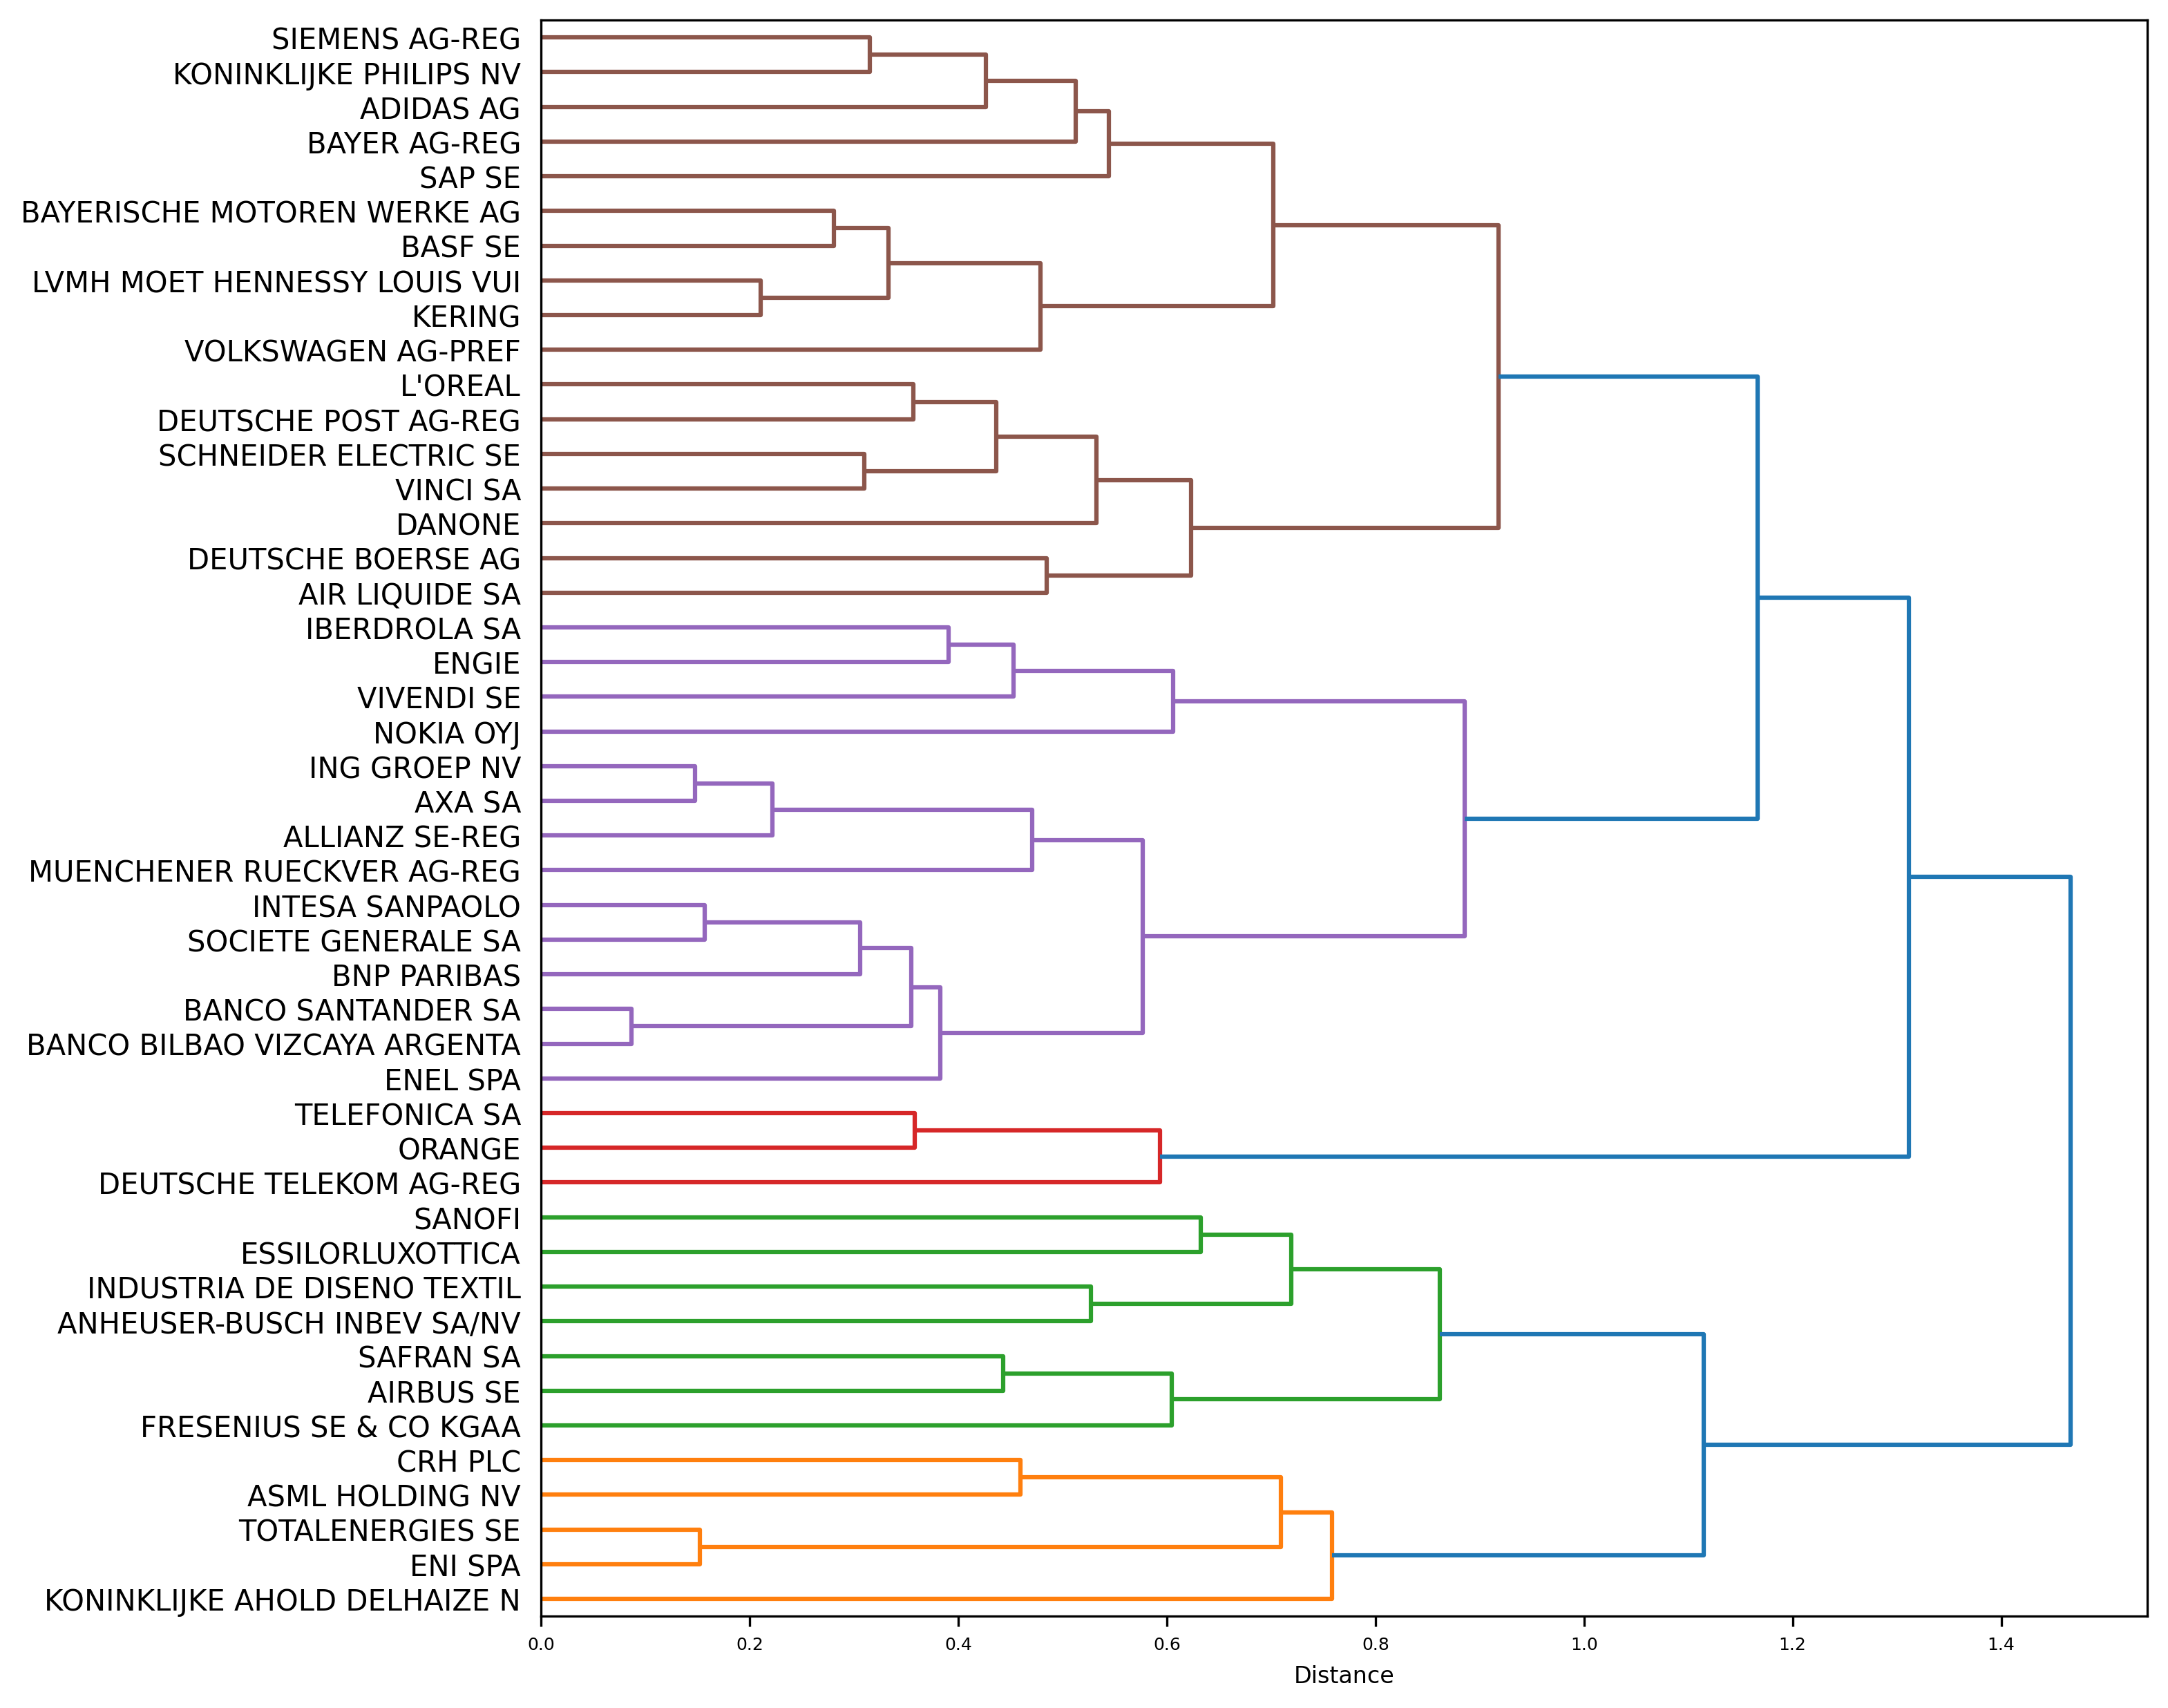 SIEMENS AG-REG
KONINKLIJKE PHILIPS NV
ADIDAS AG
BAYER AG-REG
SAP SE
BAYERISCHE MOTOREN WERKE AG
BASF SE
LVMH MOET HENNESSY LOUIS VUI
KERING
VOLKSWAGEN AG-PREF
L'OREAL
DEUTSCHE POST AG-REG
SCHNEIDER ELECTRIC SE
VINCI SA
DANONE
DEUTSCHE BOERSE AG
AIR LIQUIDE SA
IBERDROLA SA
ENGIE
VIVENDI SE
NOKIA OYJ
ING GROEP NV
AXA SA
ALLIANZ SE-REG
MUENCHENER RUECKVER AG-REG
INTESA SANPAOLO
SOCIETE GENERALE SA
BNP PARIBAS
BANCO SANTANDER SA
BANCO BILBAO VIZCAYA ARGENTA
ENEL SPA
TELEFONICA SA
ORANGE
DEUTSCHE TELEKOM AG-REG
SANOFI
ESSILORLUXOTTICA
INDUSTRIA DE DISENO TEXTIL
ANHEUSER-BUSCH INBEV SA/NV
SAFRAN SA
AIRBUS SE
FRESENIUS SE & CO KGAA
CRH PLC
ASML HOLDING NV
TOTALENERGIES SE
ENI SPA
KONINKLIJKE AHOLD DELHAIZE N
0.0 0.2 0.4 0.6 0.8 1.0 1.2 1.4
Distance